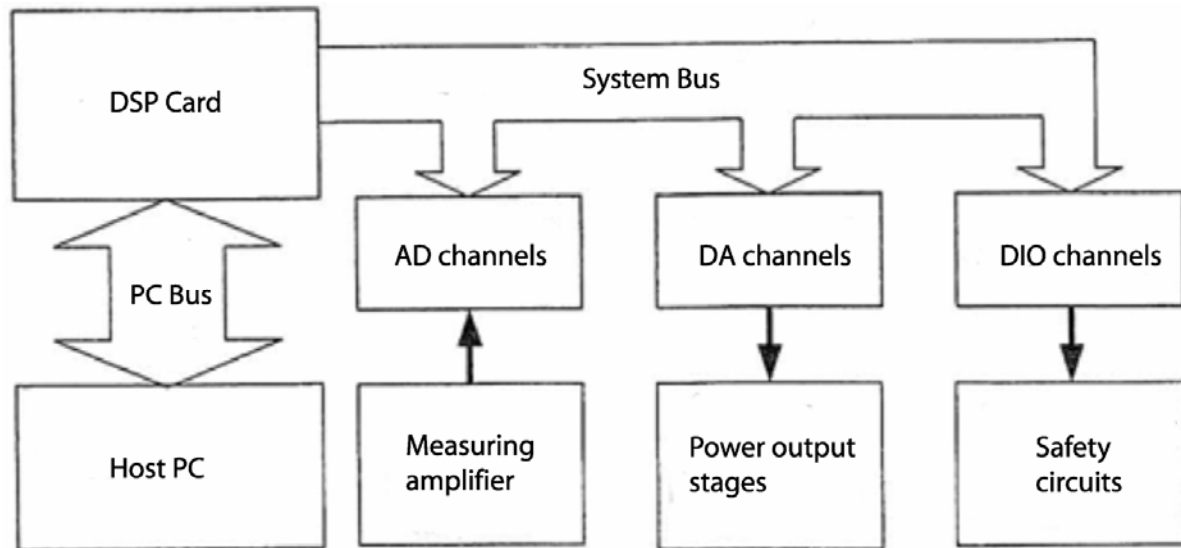 DSP Card
System Bus
AD channels
DA channels
DIO channels
PC Bus
Host PC
Measuring
amplifier
Power output
stages
Safety
circuits